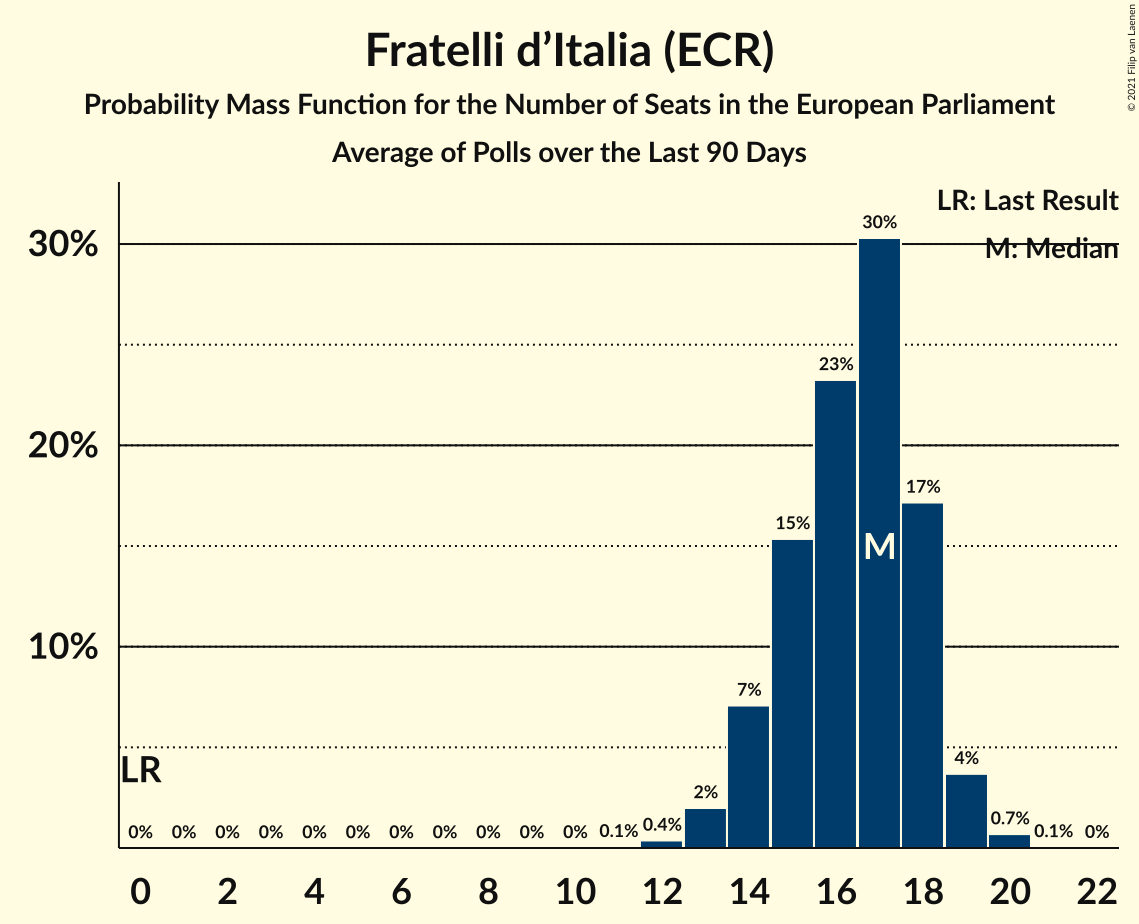 Fratelli d’Italia (ECR)
Probability Mass Function for the Number of Seats in the European Parliament
Average of Polls over the Last 90 Days
© 2021 Filip van Laenen
LR: Last Result
M: Median
30%
20%
10%
30%
23%
17%
15%
M
7%
4%
LR
2%
0% 0% 0% 0% 0% 0% 0% 0% 0% 0% 0% 0.1% 0.4% 0.7% 0.1% 0%
0 2 4 6 8 10 12 14 16 18 20 22